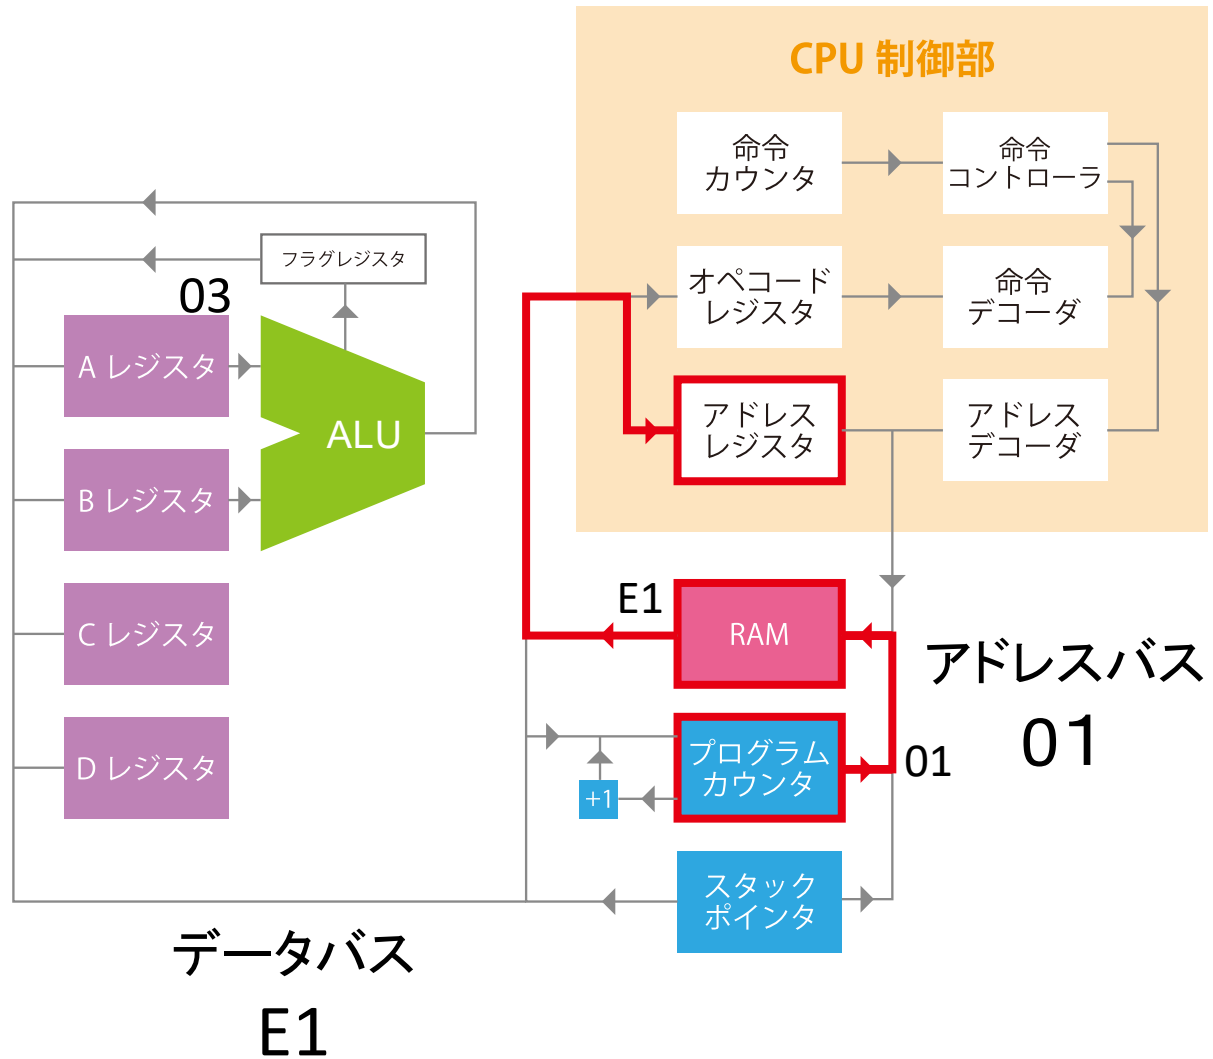 CPU 制御部
命令
カウンタ
命令
コントローラ
フラグレジスタ
オペコード
レジスタ
命令
デコーダ
03
A レジスタ
ALU
アドレス
レジスタ
アドレス
デコーダ
B レジスタ
C レジスタ
E1
RAM
アドレスバス
01
D レジスタ
プログラム
カウンタ
01
+1
スタック
ポインタ
データバス
E1